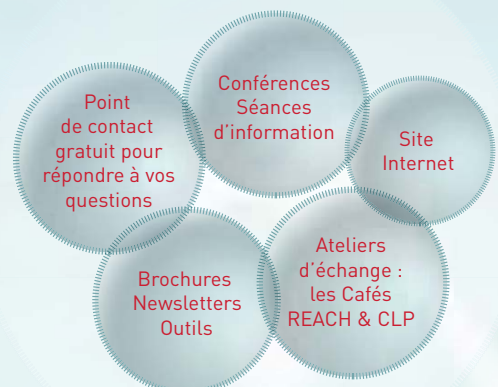 Point
de contact
gratuit pour
répondre à vos
questions
Conférences
Séances
d'information
Site
Internet
Brochures
Newsletters
Outils
Ateliers
d'échange :
les Cafés
REACH & CLP